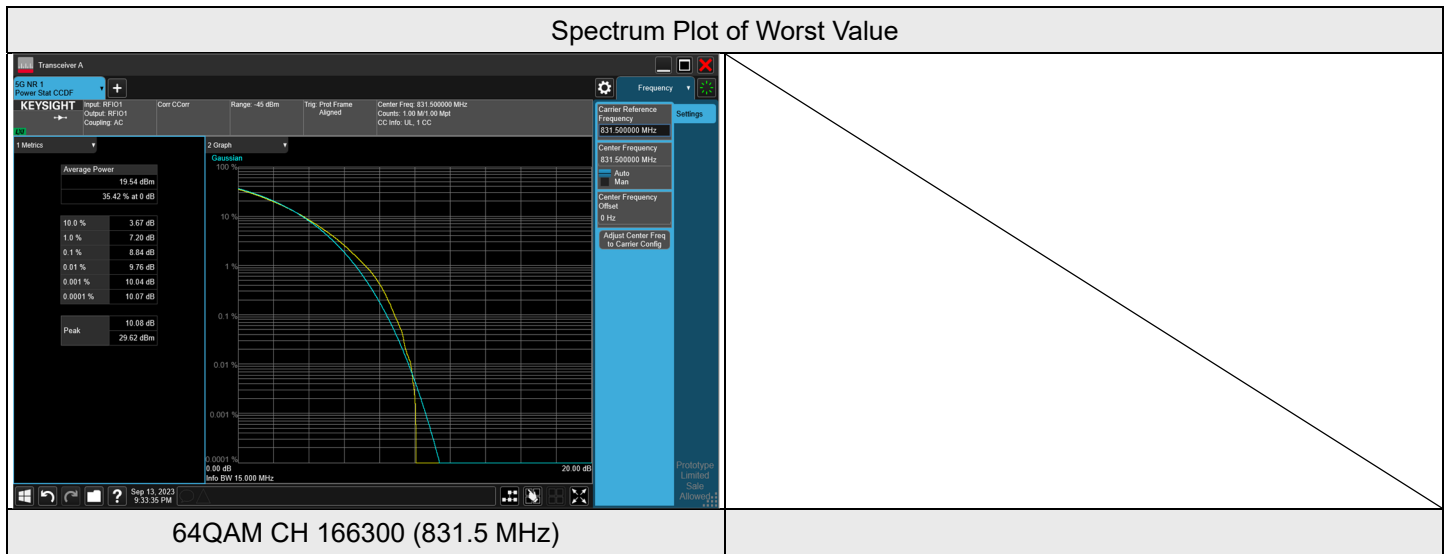 Spectrum Plot of Worst Value
Transceiver A
5G NR 1
Power Stat CCDF
+
Frequency
KEYSIGHT
Input: RFIO1
Output: RFIO1
Coupling: AC
Corr CCorr
Range: -45 dBm
Trig: Prot Frame
Aligned
Center Freq: 831.500000 MHz
Counts: 1.00 M/1.00 Mpt
CC Info: UL, 1 CC
1 Metrics
Average Power
19.54 dBm
35.42 % at 0 dB
10.0 % 3.67 dB
1.0 % 7.20 dB
0.1 % 8.84 dB
0.01 % 9.76 dB
0.001 % 10.04 dB
0.0001 % 10.07 dB
Peak
10.08 dB
29.62 dBm
2 Graph
Gaussian
100 %
10 %
1 %
0.1 %
0.01 %
0.001 %
0.0001 %
0.00 dB 20.00 dB
Info BW 15.000 MHz
Carrier Reference
Frequency
831.500000 MHz
Settings
Center Frequency
831.500000 MHz
Auto
Man
Center Frequency
Offset
0 Hz
Adjust Center Freq
to Carrier Config
Prototype
Limited
Sale
Allowed
?
Sep 13, 2023
9:33:35 PM
64QAM CH 166300 (831.5 MHz)